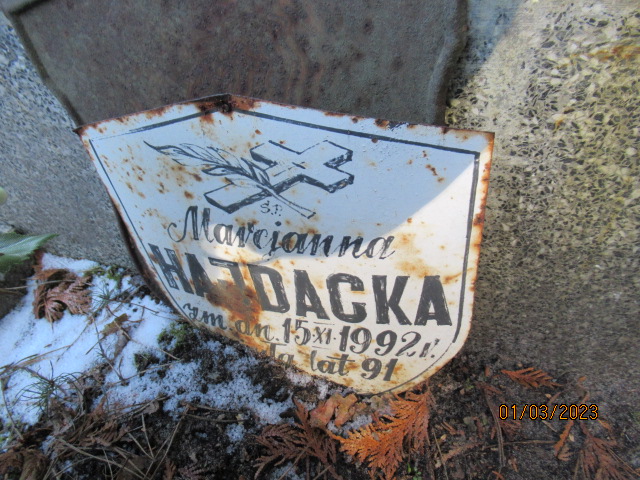 Ś.P.
Marcjanna
HAJDACKA
zm. dn. 15 XI. 1992 r.
lat 91
01/03/2023